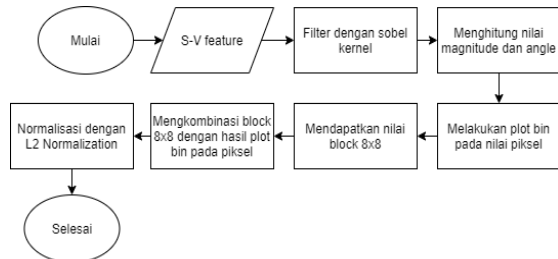 Mulai
S-V feature
Filter dengan sobel
kernel
Menghitung nilai
magnitude dan angle
Melakukan plot bin
pada nilai piksel
Mendapatkan nilai
block 8x8
Mengkombinasi block
8x8 dengan hasil plot
bin pada piksel
Normalisasi dengan
L2 Normalization
Selesai